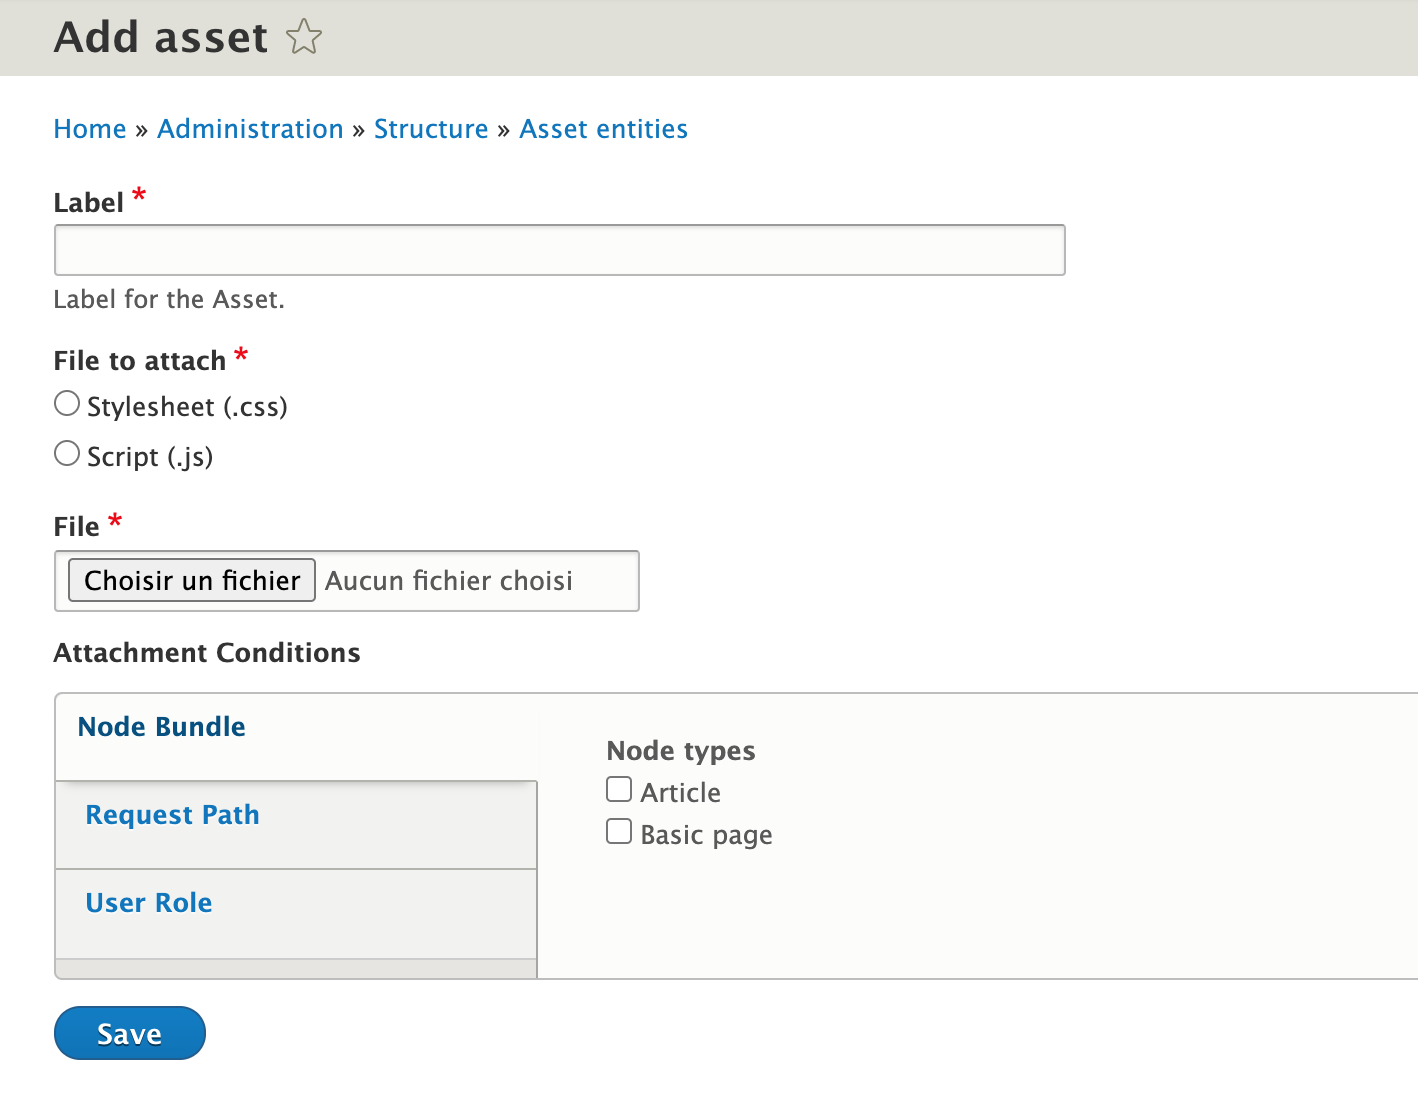 Add asset
Home » Administration » Structure » Asset entities
Label *
Label for the Asset.
File to attach *
Stylesheet (.css)
Script (.js)
File *
Choisir un fichier Aucun fichier choisi
Attachment Conditions
Node Bundle
Request Path
User Role
Node types
Article
Basic page
Save